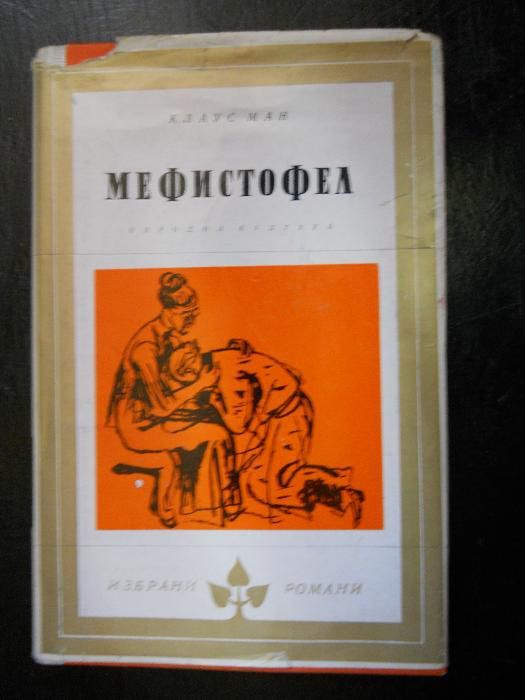 КЛАУС МАН
МЕФИСТОФЕЛ
НАРОДНА КУЛТУРА
ИЗБРАНИ РОМАНИ